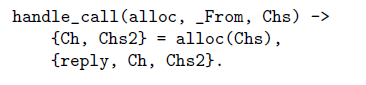 handle_call(alloc, _From, Chs) ->
{Ch, Chs2} = alloc(Chs),
{reply, Ch, Chs2}.